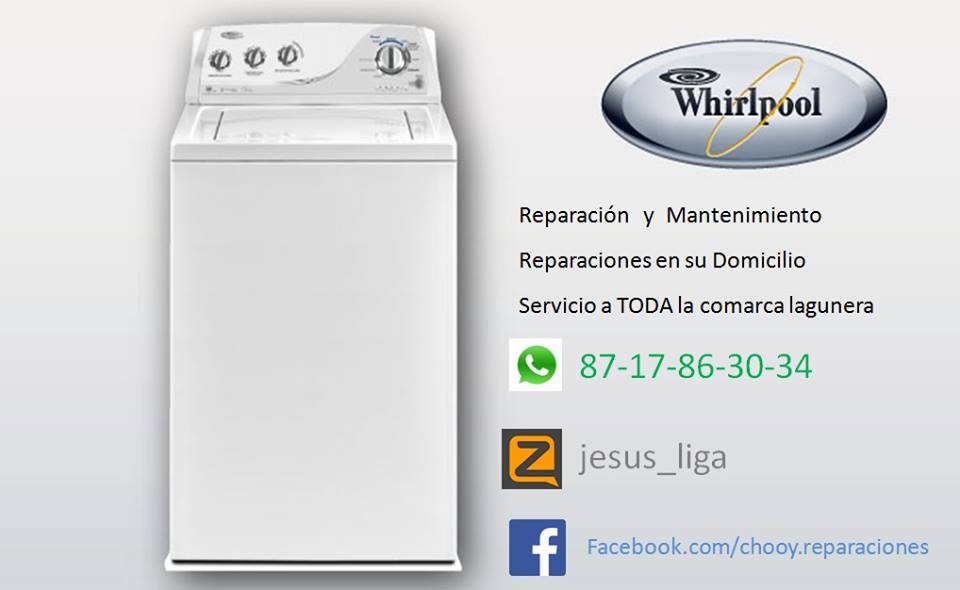 Whirlpool
Reparación y Mantenimiento
Reparaciones en su Domicilio
Servicio a TODA la comarca lagunera
87-17-86-30-34
jesus_liga
Facebook.com/chooy.reparaciones